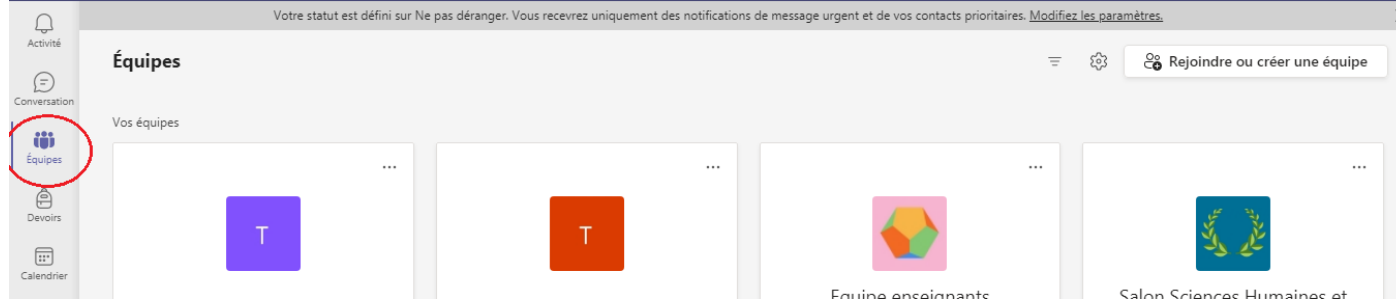 Votre statut est défini sur Ne pas déranger. Vous recevrez uniquement des notifications de message urgent et de vos contacts prioritaires. Modifiez les paramètres.
Activité
Conversation
Équipes
Devoirs
Calendrier
Équipes
Rejoindre ou créer une équipe
Vos équipes
T
T
Equipe enseignants
Salon Sciences Humaines et